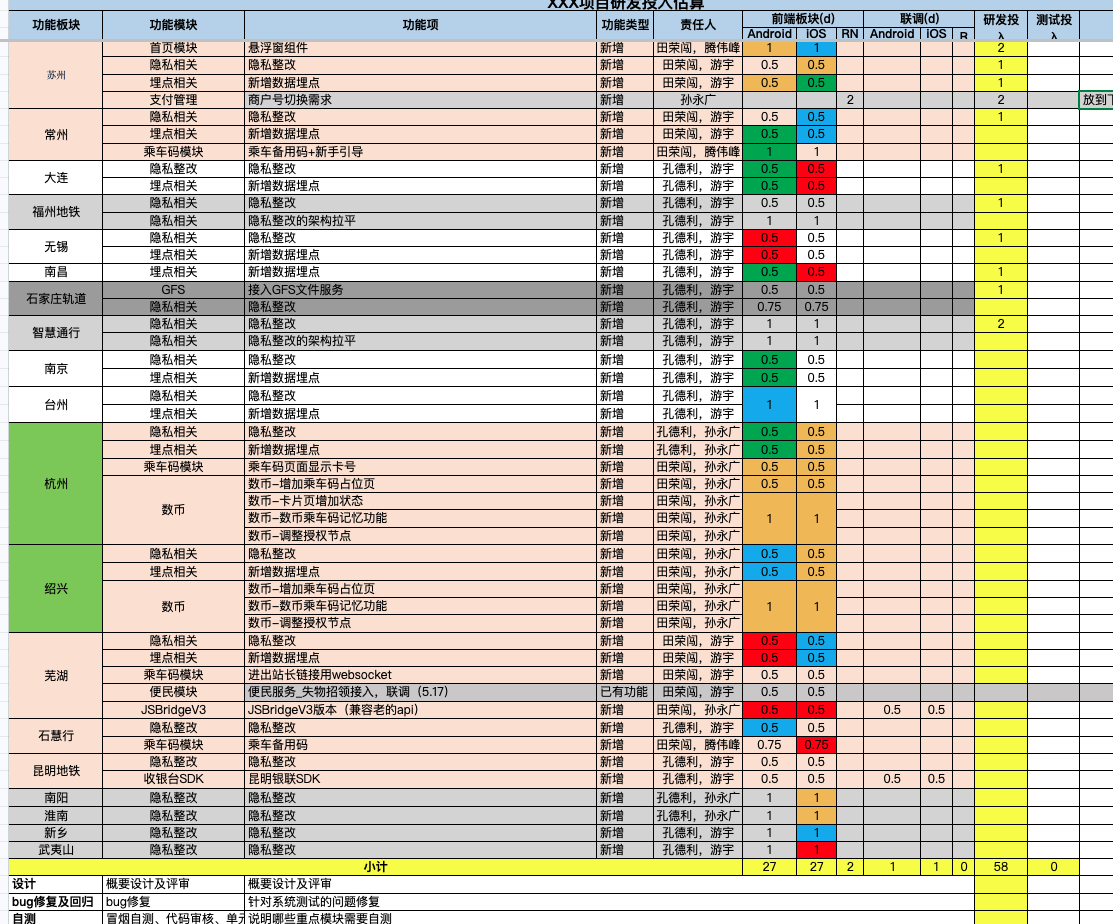 XXX项目研发投入估算
功能板块 功能模块 功能项 功能类型 责任人 前端板块(d) 联调(d) 研发投入 测试投入
Android iOS RN Android iOS R
苏州 首页模块 悬浮窗组件 新增 田荣闯，腾伟峰 1 1 2
隐私相关 隐私整改 新增 田荣闯，游宇 0.5 0.5 1
埋点相关 新增数据埋点 新增 田荣闯，游宇 0.5 0.5 1
支付管理 商户号切换需求 新增 孙永广 2 2 放到
常州 隐私相关 隐私整改 新增 田荣闯，游宇 0.5 0.5 1
埋点相关 新增数据埋点 新增 田荣闯，游宇 0.5 0.5
乘车码模块 乘车备用码+新手引导 新增 田荣闯，腾伟峰 1 1
大连 隐私相关 隐私整改 新增 孔德利，游宇 0.5 0.5 1
埋点相关 新增数据埋点 新增 孔德利，游宇 0.5 0.5
福州地铁 隐私相关 隐私整改 新增 孔德利，游宇 0.5 0.5 1
隐私相关 隐私整改的架构拉平 新增 孔德利，游宇 1 1
无锡 隐私相关 隐私整改 新增 孔德利，游宇 0.5 0.5 1
埋点相关 新增数据埋点 新增 孔德利，游宇 0.5 0.5
南昌 埋点相关 新增数据埋点 新增 孔德利，游宇 0.5 0.5 1
石家庄轨道 GFS 接入GFS文件服务 新增 孔德利，游宇 0.5 0.5 1
隐私相关 隐私整改 新增 孔德利，游宇 0.75 0.75
智慧通行 隐私相关 隐私整改 新增 孔德利，游宇 1 1 2
隐私相关 隐私整改的架构拉平 新增 孔德利，游宇 1 1
南京 隐私相关 隐私整改 新增 孔德利，游宇 0.5 0.5
埋点相关 新增数据埋点 新增 孔德利，游宇 0.5 0.5
台州 隐私相关 隐私整改 新增 孔德利，游宇 1 1
埋点相关 新增数据埋点 新增 孔德利，游宇
杭州 隐私相关 隐私整改 新增 孔德利，孙永广 0.5 0.5
埋点相关 新增数据埋点 新增 孔德利，孙永广 0.5 0.5
乘车码模块 乘车码页面显示卡号 新增 田荣闯，孙永广 0.5 0.5
数币 数币-增加乘车码占位页 新增 田荣闯，孙永广 0.5 0.5
数币-卡片页增加状态 新增 田荣闯，孙永广
数币-数币乘车码记忆功能 新增 田荣闯，孙永广 1 1
数币-调整授权节点 新增 田荣闯，孙永广
绍兴 隐私相关 隐私整改 新增 田荣闯，孙永广 0.5 0.5
埋点相关 新增数据埋点 新增 田荣闯，孙永广 0.5 0.5
数币 数币-增加乘车码占位页 新增 田荣闯，孙永广
数币-数币乘车码记忆功能 新增 田荣闯，孙永广 1 1
数币-调整授权节点 新增 田荣闯，孙永广
芜湖 隐私相关 隐私整改 新增 田荣闯，游宇 0.5 0.5
埋点相关 新增数据埋点 新增 田荣闯，游宇 0.5 0.5
乘车码模块 进出站长链接用websocket 新增 田荣闯，游宇 0.5 0.5
便民模块 便民服务_失物招领接入，联调（5.17） 已有功能 田荣闯，游宇 0.5 0.5
JSBridgeV3 JSBridgeV3版本（兼容老的api） 新增 田荣闯，孙永广 0.5 0.5 0.5 0.5
石慧行 隐私相关 隐私整改 新增 孔德利，游宇 0.5 0.5
乘车码模块 乘车备用码 新增 田荣闯，腾伟峰 0.75 0.75
昆明地铁 隐私整改 隐私整改 新增 孔德利，游宇 0.5 0.5
收银台SDK 昆明银联SDK 新增 孔德利，游宇 0.5 0.5 0.5 0.5
南阳 隐私整改 隐私整改 新增 孔德利，孙永广 1 1
淮南 隐私整改 隐私整改 新增 孔德利，孙永广 1 1
新乡 隐私整改 隐私整改 新增 孔德利，游宇 1 1
武夷山 隐私整改 隐私整改 新增 孔德利，游宇 1 1
小计 27 27 2 1 1 0 58 0
设计 概要设计及评审 概要设计及评审
bug修复及回归 bug修复 针对系统测试的问题修复
自测 冒烟自测、代码审核、单元 说明哪些重点模块需要自测